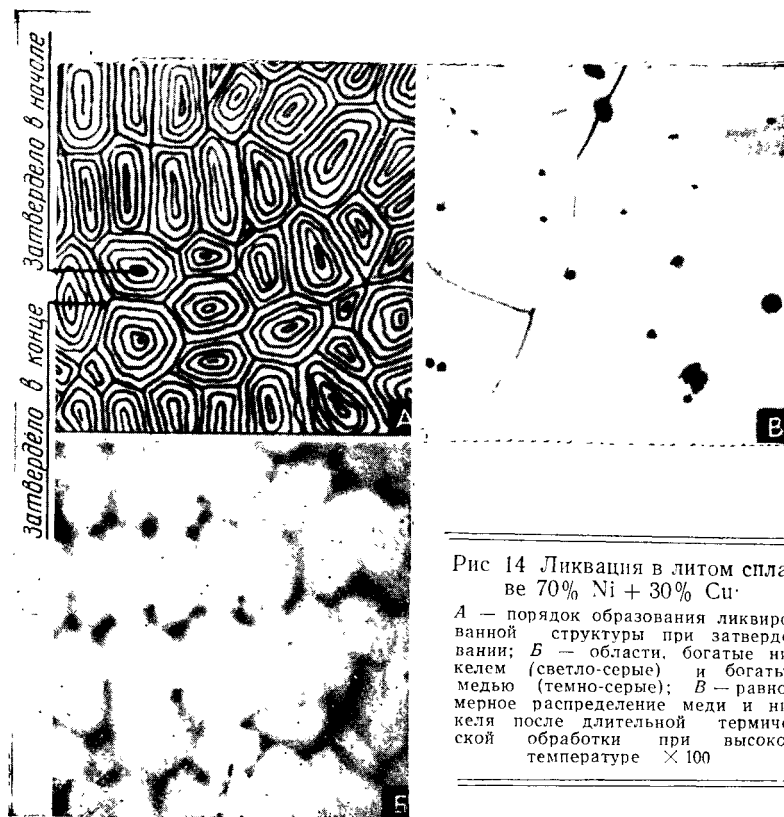 Затвердело в начале
Затвердело в конце
А
В
Б
Рис 14 Ликвация в литом спла
ве 70% Ni + 30% Cu·
А — порядок образования ликвиро
ванной структуры при затверде
вании; Б — области, богатые ни
келем (светло-серые) и богаты
медью (темно-серые); В — равно
мерное распределение меди и ни
келя после длительной термиче
ской обработки при высоко
температуре × 100